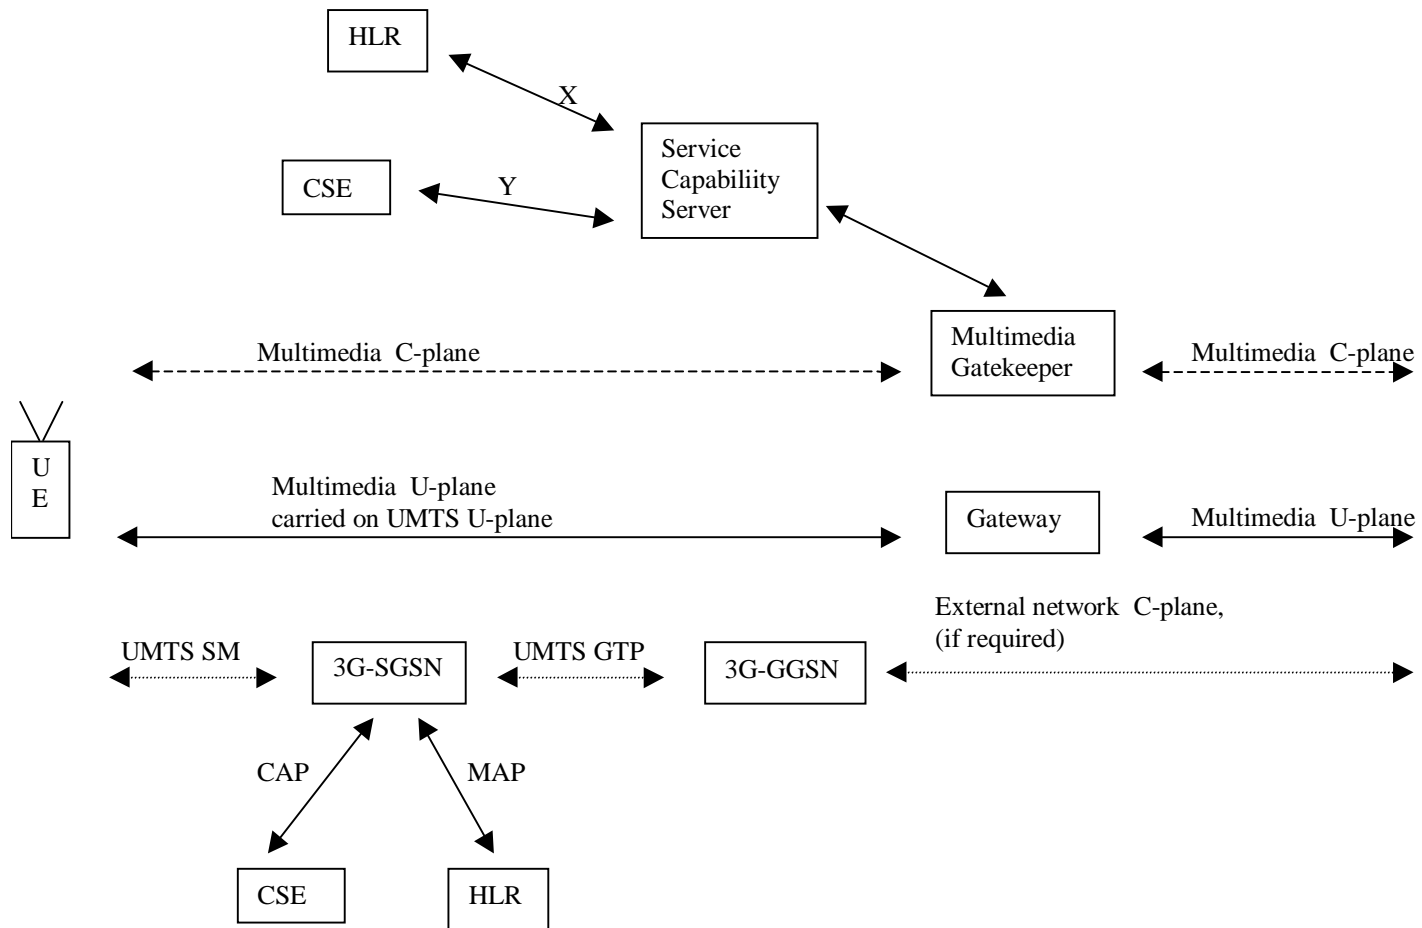 HLR
X
Service
Capabiliity
Server
CSE
Y
Multimedia
Gatekeeper
Multimedia C-plane
Multimedia C-plane
U
E
Multimedia U-plane
carried on UMTS U-plane
Gateway
Multimedia U-plane
External network C-plane,
(if required)
UMTS SM
3G-SGSN
UMTS GTP
3G-GGSN
CAP
MAP
CSE
HLR